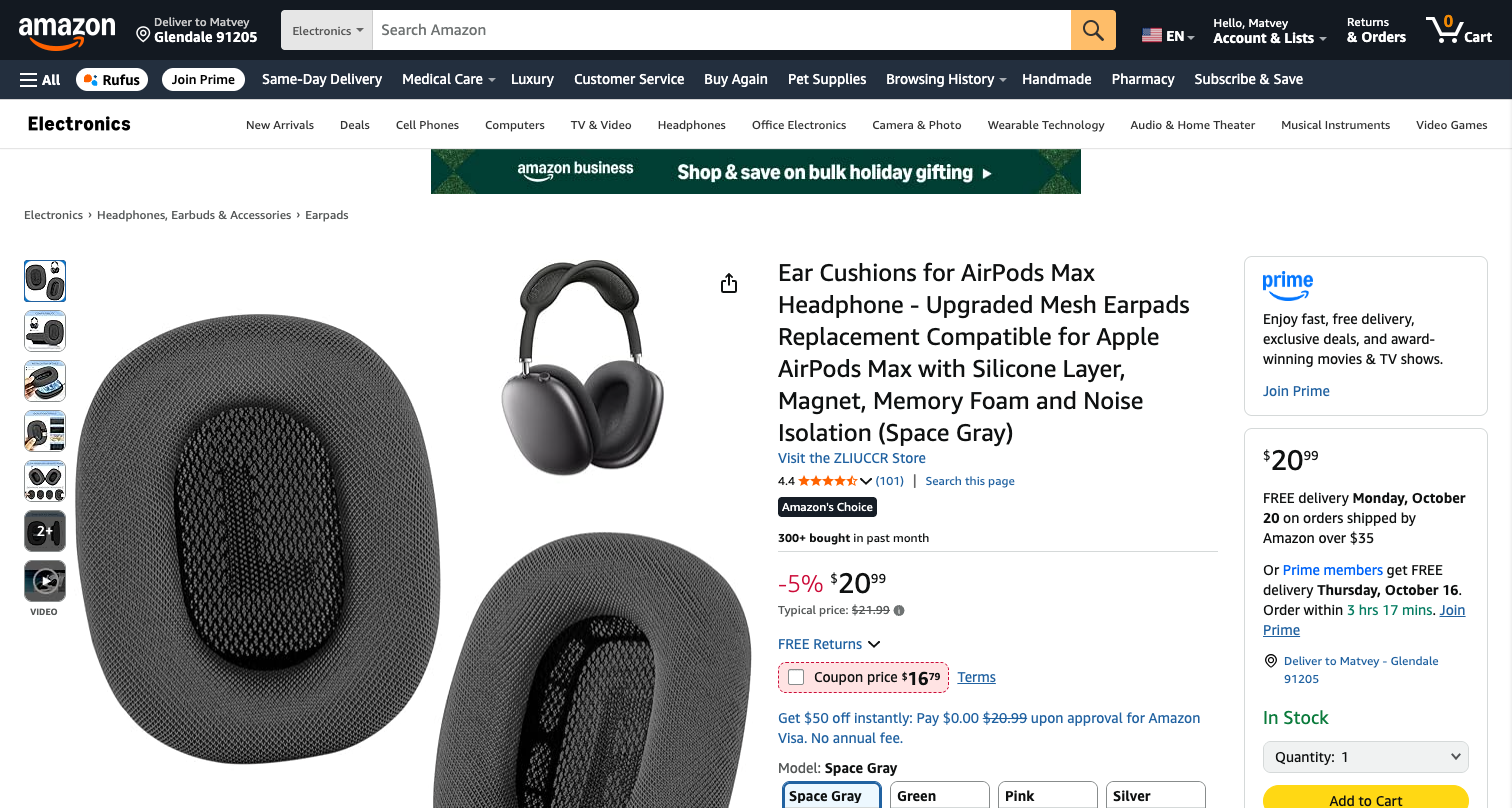 amazon
Deliver to Matvey
Glendale 91205
Electronics
Search Amazon
EN
Hello, Matvey
Account & Lists
Returns
& Orders
0
Cart
All
Rufus
Join Prime
Same-Day Delivery
Medical Care
Luxury
Customer Service
Buy Again
Pet Supplies
Browsing History
Handmade
Pharmacy
Subscribe & Save
Electronics
New Arrivals
Deals
Cell Phones
Computers
TV & Video
Headphones
Office Electronics
Camera & Photo
Wearable Technology
Audio & Home Theater
Musical Instruments
Video Games
amazon business
Shop & save on bulk holiday gifting
Electronics › Headphones, Earbuds & Accessories › Earpads
2+
VIDEO
Ear Cushions for AirPods Max
Headphone - Upgraded Mesh Earpads
Replacement Compatible for Apple
AirPods Max with Silicone Layer,
Magnet, Memory Foam and Noise
Isolation (Space Gray)
Visit the ZLIUCCR Store
4.4 (101) | Search this page
Amazon's Choice
300+ bought in past month
-5% $20 99
Typical price: $21.99
FREE Returns
Coupon price $16 79 Terms
Get $50 off instantly: Pay $0.00 $20.99 upon approval for Amazon
Visa. No annual fee.
Model: Space Gray
Space Gray
Green
Pink
Silver
prime
Enjoy fast, free delivery,
exclusive deals, and award-
winning movies & TV shows.
Join Prime
$20 99
FREE delivery Monday, October
20 on orders shipped by
Amazon over $35
Or Prime members get FREE
delivery Thursday, October 16.
Order within 3 hrs 17 mins. Join
Prime
Deliver to Matvey - Glendale
91205
In Stock
Quantity: 1
Add to Cart